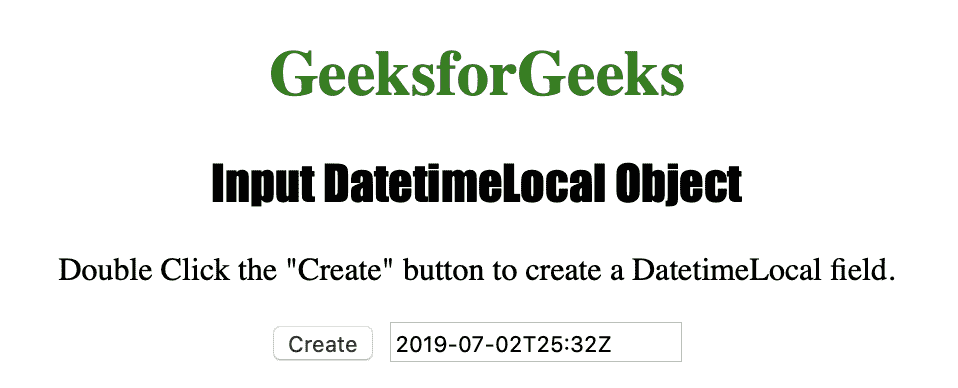 GeeksforGeeks
Input DatetimeLocal Object
Double Click the "Create" button to create a DatetimeLocal field.
Create 2019-07-02T25:32Z